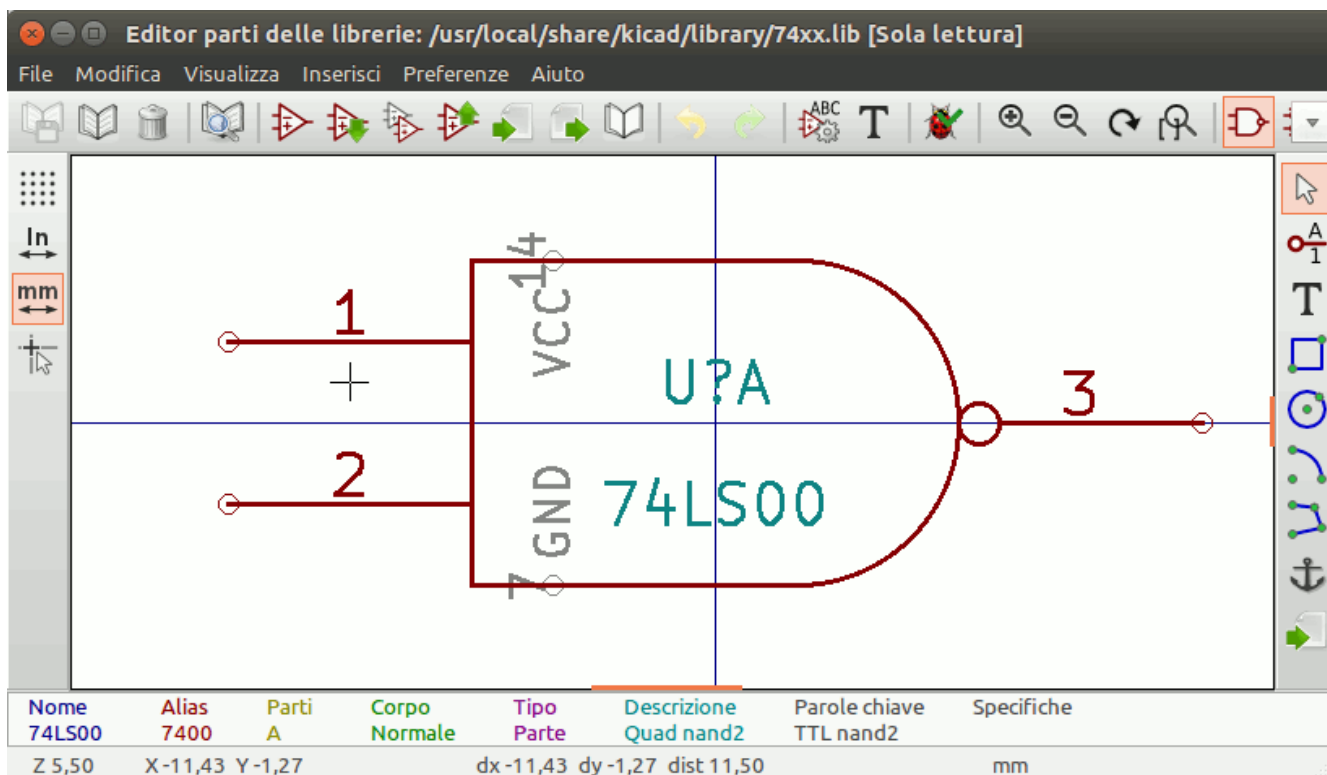 Editor parti delle librerie: /usr/local/share/kicad/library/74xx.lib [Sola lettura]
File Modifica Visualizza Inserisci Preferenze Aiuto
ABC
T
In
mm
A
1
T
14
VCC
1
U?A
3
2
GND
74LS00
7
Nome Alias Parti Corpo Tipo Descrizione Parole chiave Specifiche
74LS00 7400 A Normale Parte Quad nand2 TTL nand2
Z 5,50 X -11,43 Y -1,27 dx -11,43 dy -1,27 dist 11,50 mm